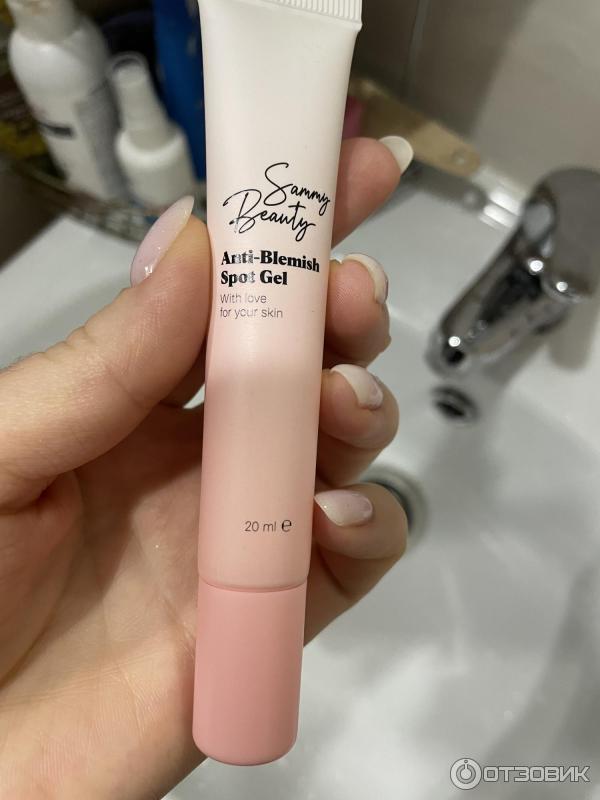 Sammy
Beauty
Anti-Blemish
Spot Gel
With love
for your skin
20 ml ℮
ОТЗОВИК